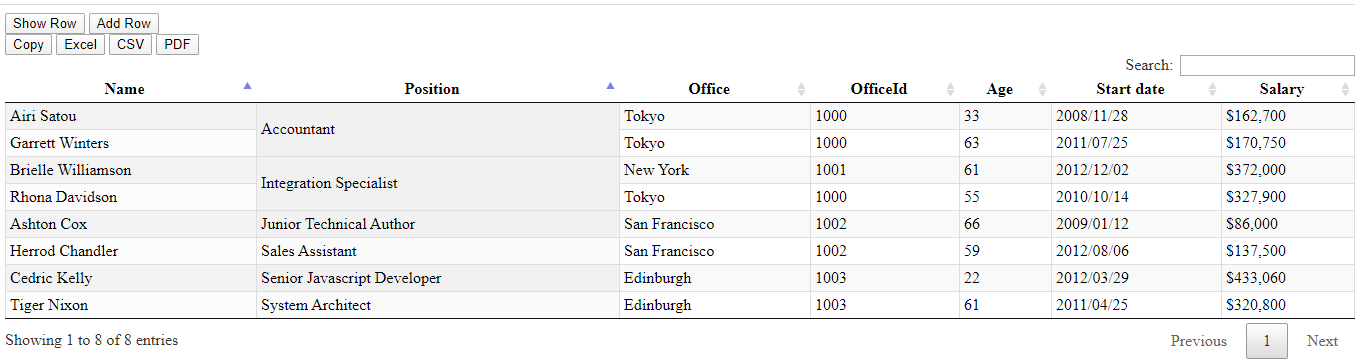 Show Row Add Row
Copy Excel CSV PDF
Search:
Name Position Office OfficeId Age Start date Salary
Airi Satou Accountant Tokyo 1000 33 2008/11/28 $162,700
Garrett Winters Tokyo 1000 63 2011/07/25 $170,750
Brielle Williamson Integration Specialist New York 1001 61 2012/12/02 $372,000
Rhona Davidson Tokyo 1000 55 2010/10/14 $327,900
Ashton Cox Junior Technical Author San Francisco 1002 66 2009/01/12 $86,000
Herrod Chandler Sales Assistant San Francisco 1002 59 2012/08/06 $137,500
Cedric Kelly Senior Javascript Developer Edinburgh 1003 22 2012/03/29 $433,060
Tiger Nixon System Architect Edinburgh 1003 61 2011/04/25 $320,800
Showing 1 to 8 of 8 entries Previous 1 Next